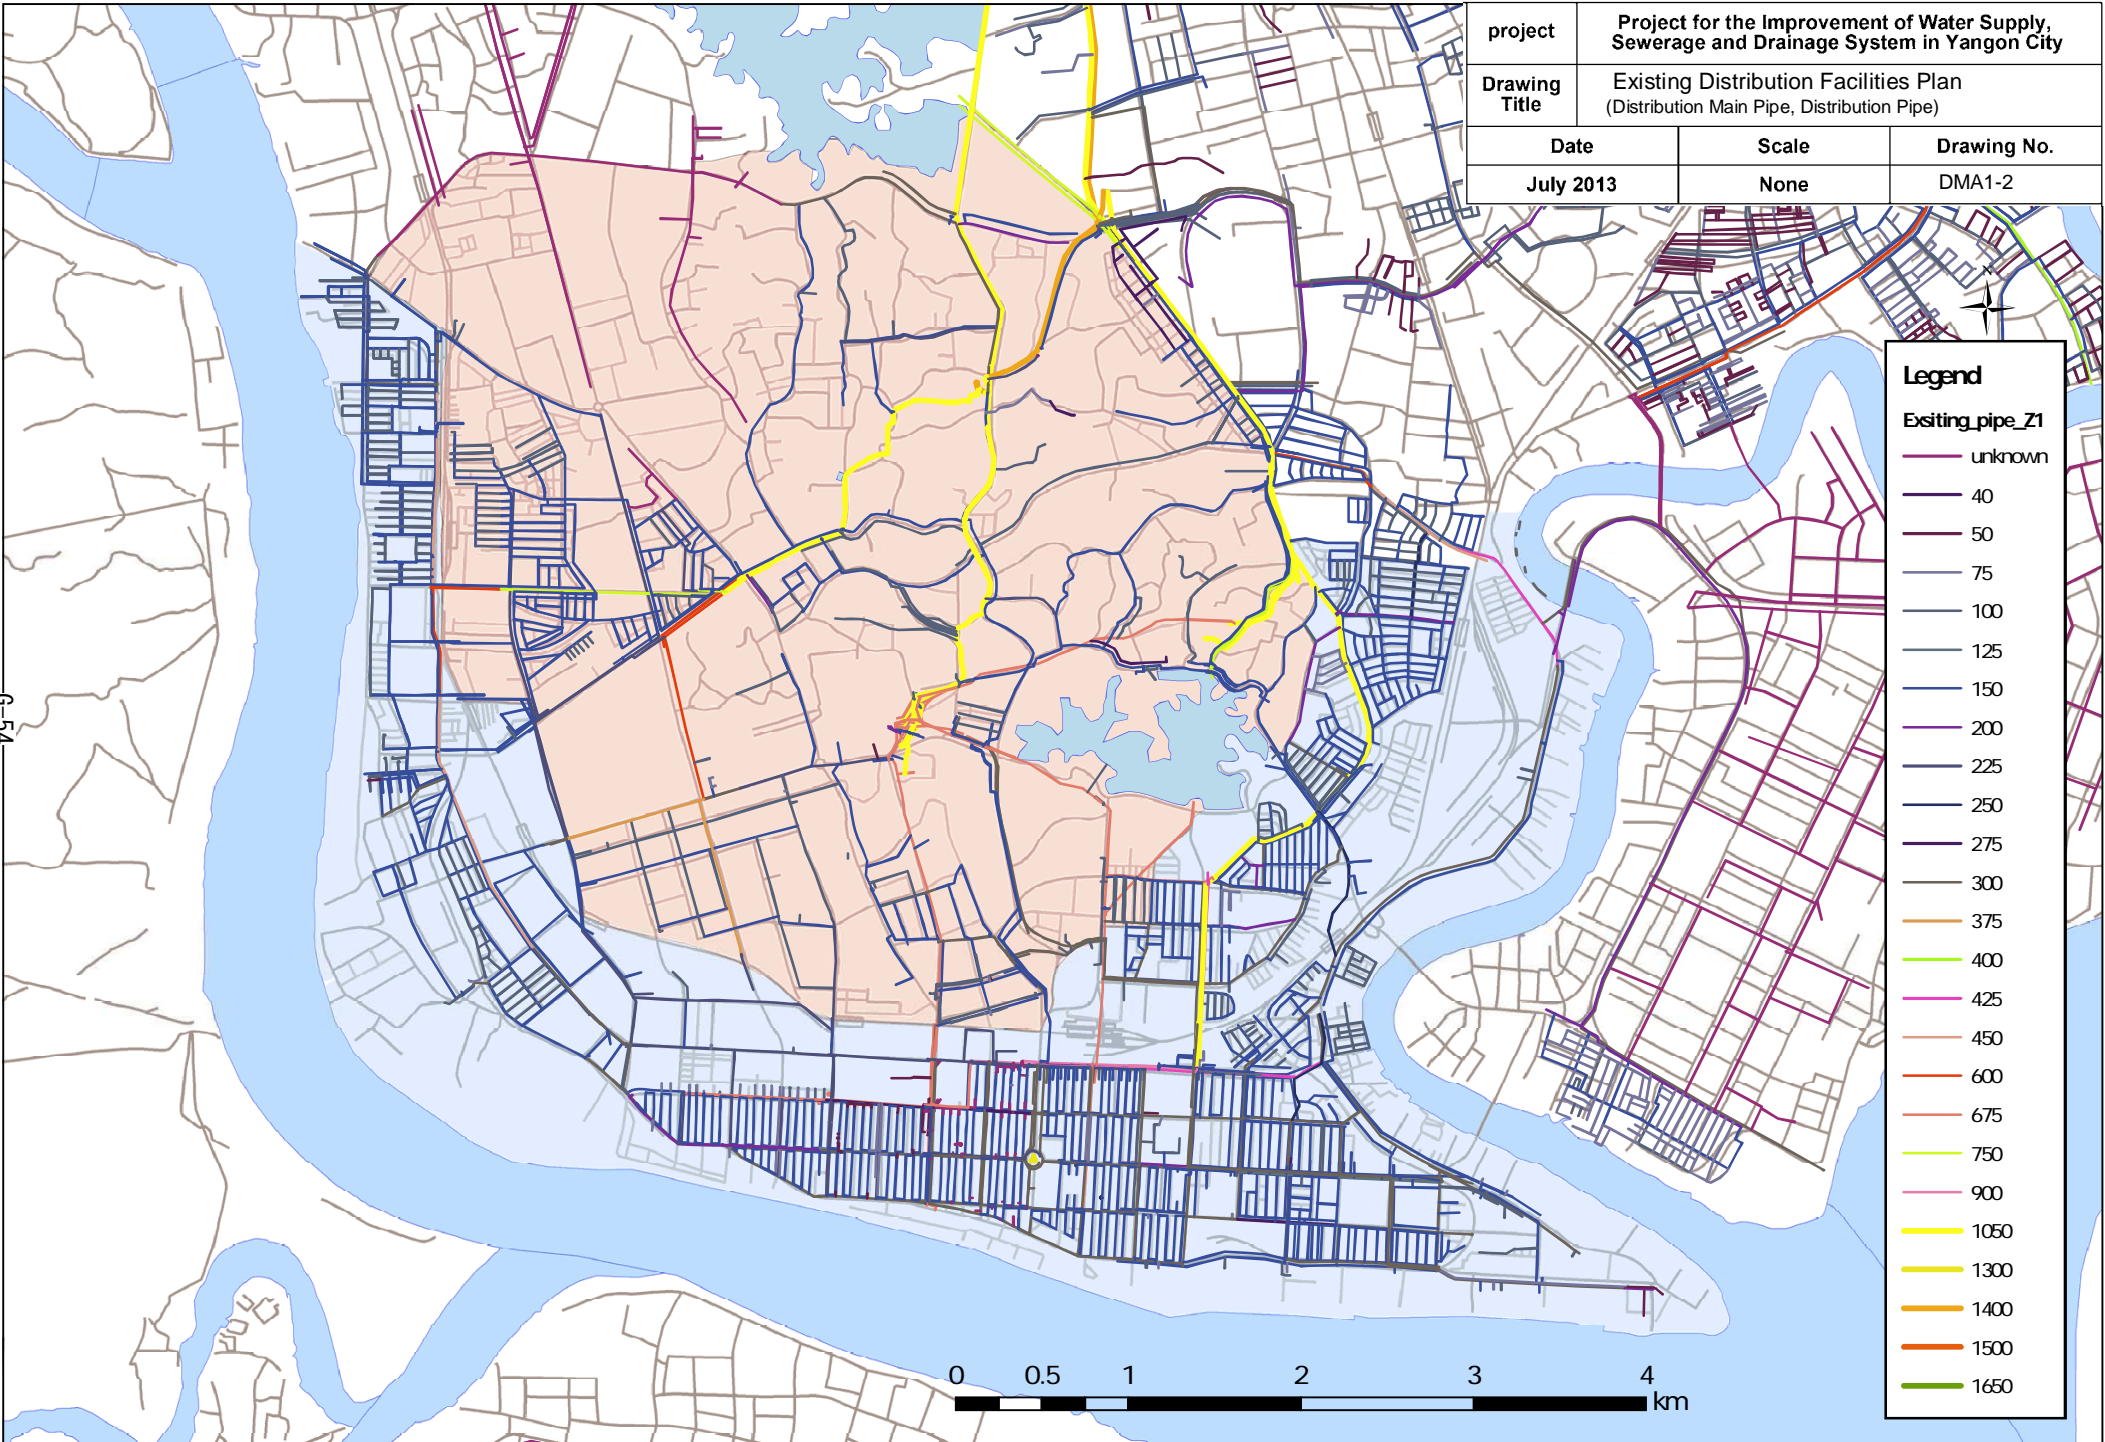 project
Project for the Improvement of Water Supply,
Sewerage and Drainage System in Yangon City
Drawing
Title
Existing Distribution Facilities Plan
(Distribution Main Pipe, Distribution Pipe)
Date
Scale
Drawing No.
July 2013
None
DMA1-2
N
Legend
Exsiting_pipe_Z1
unknown
40
50
75
100
125
150
200
225
250
275
300
375
400
425
450
600
675
750
900
1050
1300
1400
1500
1650
0 0.5 1 2 3 4
km